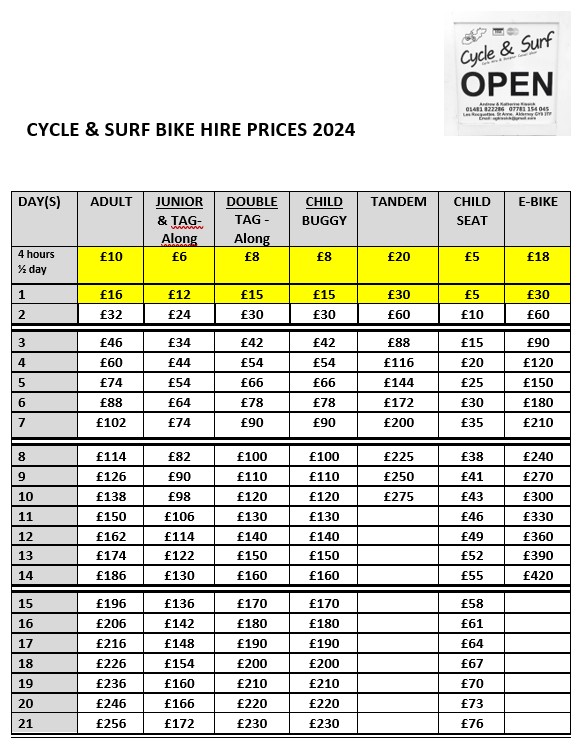 Cycle & Surf
OPEN
Andrew & Katherine Kissick
01481 822286 07781 154 045
Les Rouguettes St Anne, Alderney GY9 3TF
CYCLE & SURF BIKE HIRE PRICES 2024
DAY(S) ADULT JUNIOR & TAG-Along DOUBLE TAG - Along CHILD BUGGY TANDEM CHILD SEAT E-BIKE
4 hours ½ day £10 £6 £8 £8 £20 £5 £18
1 £16 £12 £15 £15 £30 £5 £30
2 £32 £24 £30 £30 £60 £10 £60
3 £46 £34 £42 £42 £88 £15 £90
4 £60 £44 £54 £54 £116 £20 £120
5 £74 £54 £66 £66 £144 £25 £150
6 £88 £64 £78 £78 £172 £30 £180
7 £102 £74 £90 £90 £200 £35 £210
8 £114 £82 £100 £100 £225 £38 £240
9 £126 £90 £110 £110 £250 £41 £270
10 £138 £98 £120 £120 £275 £43 £300
11 £150 £106 £130 £130 £46 £330
12 £162 £114 £140 £140 £49 £360
13 £174 £122 £150 £150 £52 £390
14 £186 £130 £160 £160 £55 £420
15 £196 £136 £170 £170 £58
16 £206 £142 £180 £180 £61
17 £216 £148 £190 £190 £64
18 £226 £154 £200 £200 £67
19 £236 £160 £210 £210 £70
20 £246 £166 £220 £220 £73
21 £256 £172 £230 £230 £76